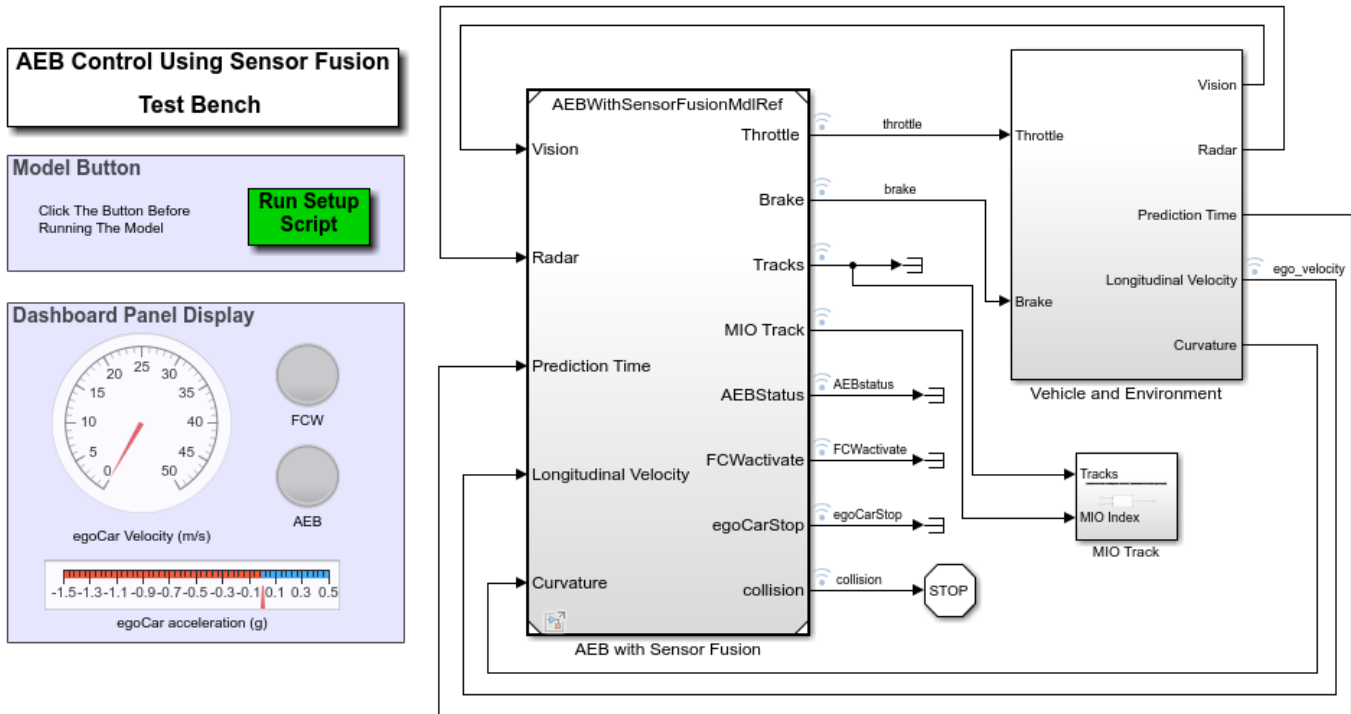 AEB Control Using Sensor Fusion
Test Bench
Model Button
Click The Button Before
Running The Model
Run Setup
Script
Dashboard Panel Display
0
5
10
15
20
25
30
35
40
45
50
egoCar Velocity (m/s)
FCW
AEB
-1.5 -1.3 -1.1 -0.9 -0.7 -0.5 -0.3 -0.1 0.1 0.3 0.5
egoCar acceleration (g)
AEBWithSensorFusionMdlRef
Vision
Radar
Prediction Time
Longitudinal Velocity
Curvature
Throttle
Brake
Tracks
MIO Track
AEBStatus
FCWactivate
egoCarStop
collision
AEB with Sensor Fusion
throttle
brake
AEBstatus
FCWactivate
egoCarStop
collision
STOP
Throttle
Brake
Vision
Radar
Prediction Time
Longitudinal Velocity
Curvature
Vehicle and Environment
ego_velocity
Tracks
MIO Index
MIO Track